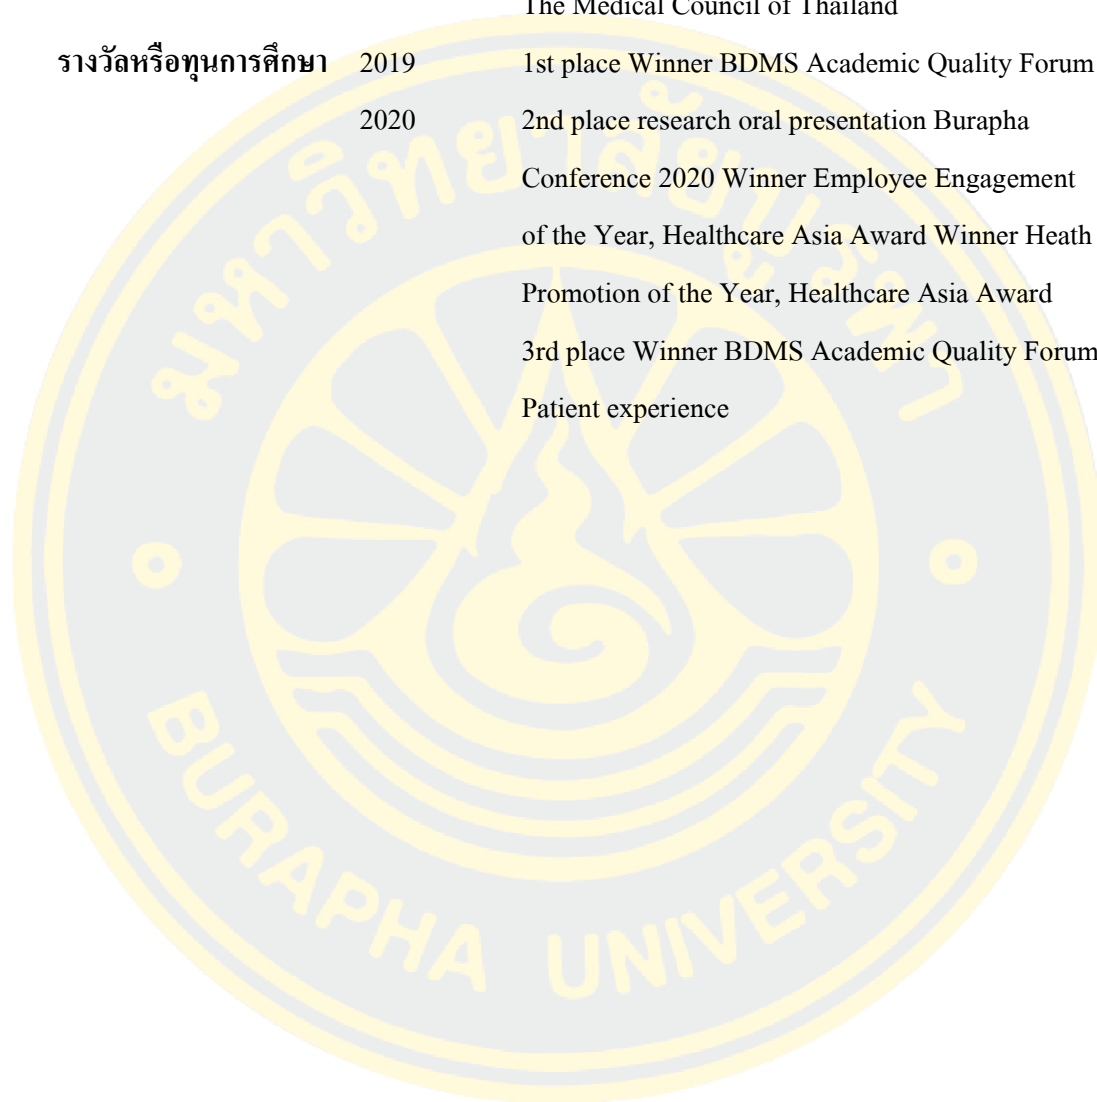 The Medical Council of Thailand
รางวัลหรือทุนการศึกษา 2019 1st place Winner BDMS Academic Quality Forum
2020 2nd place research oral presentation Burapha
Conference 2020 Winner Employee Engagement
of the Year, Healthcare Asia Award Winner Heath
Promotion of the Year, Healthcare Asia Award
3rd place Winner BDMS Academic Quality Forum
Patient experience
มหาวิทยาลัยบูรพา
BURAPHA UNIVERSITY